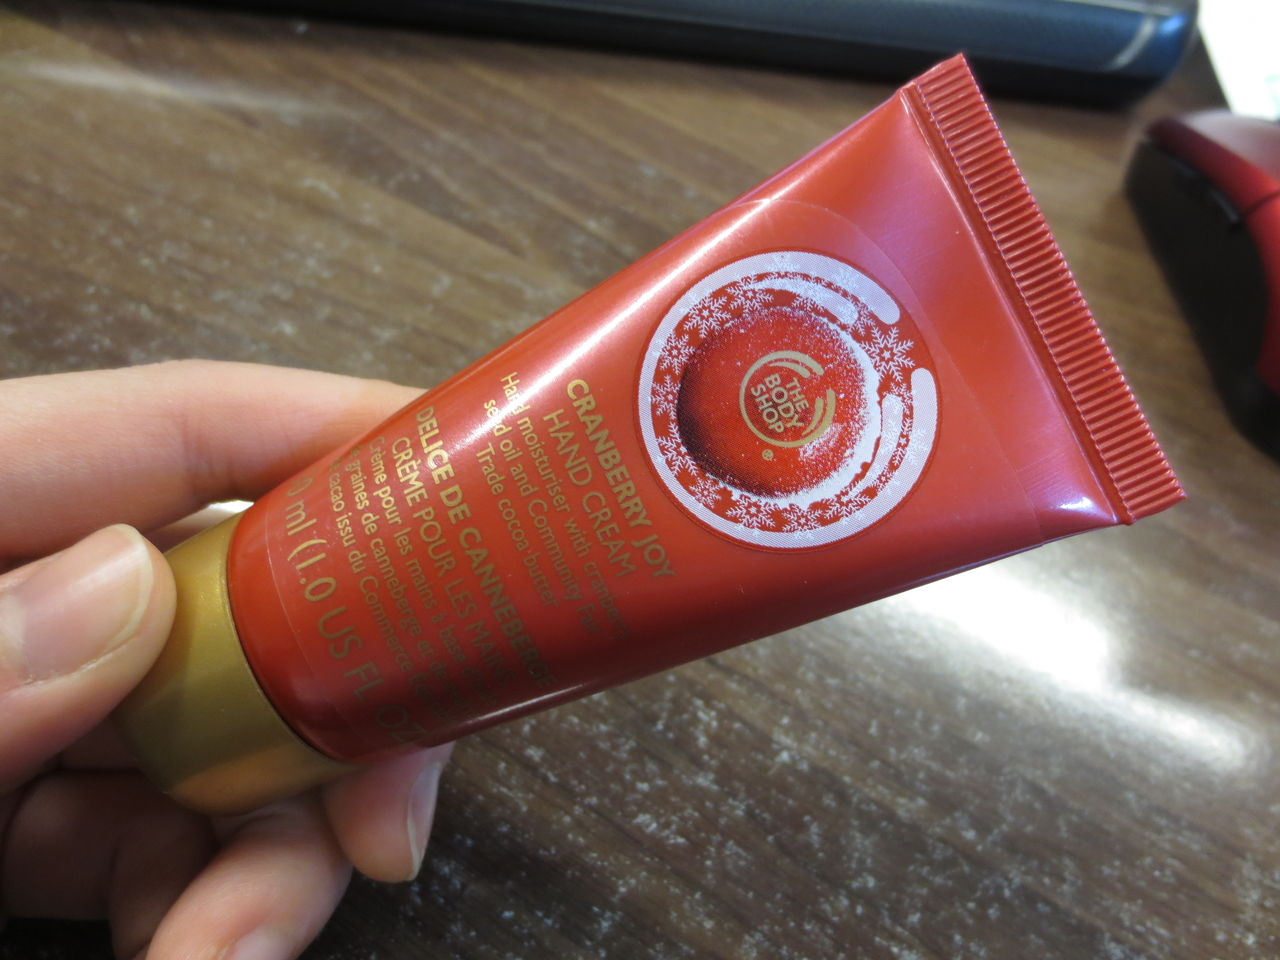 THE
BODY
SHOP
®
CRANBERRY JOY
HAND CREAM
Hand moisturiser with cranberry
seed oil and Community Fair
Trade cocoa butter
DELICE DE CANNEBERGE
CRÈME POUR LES MAINS
Crème pour les mains à base
graines de canneberge et de
cacao issu du Commerce
0 ml (1.0 US FL OZ